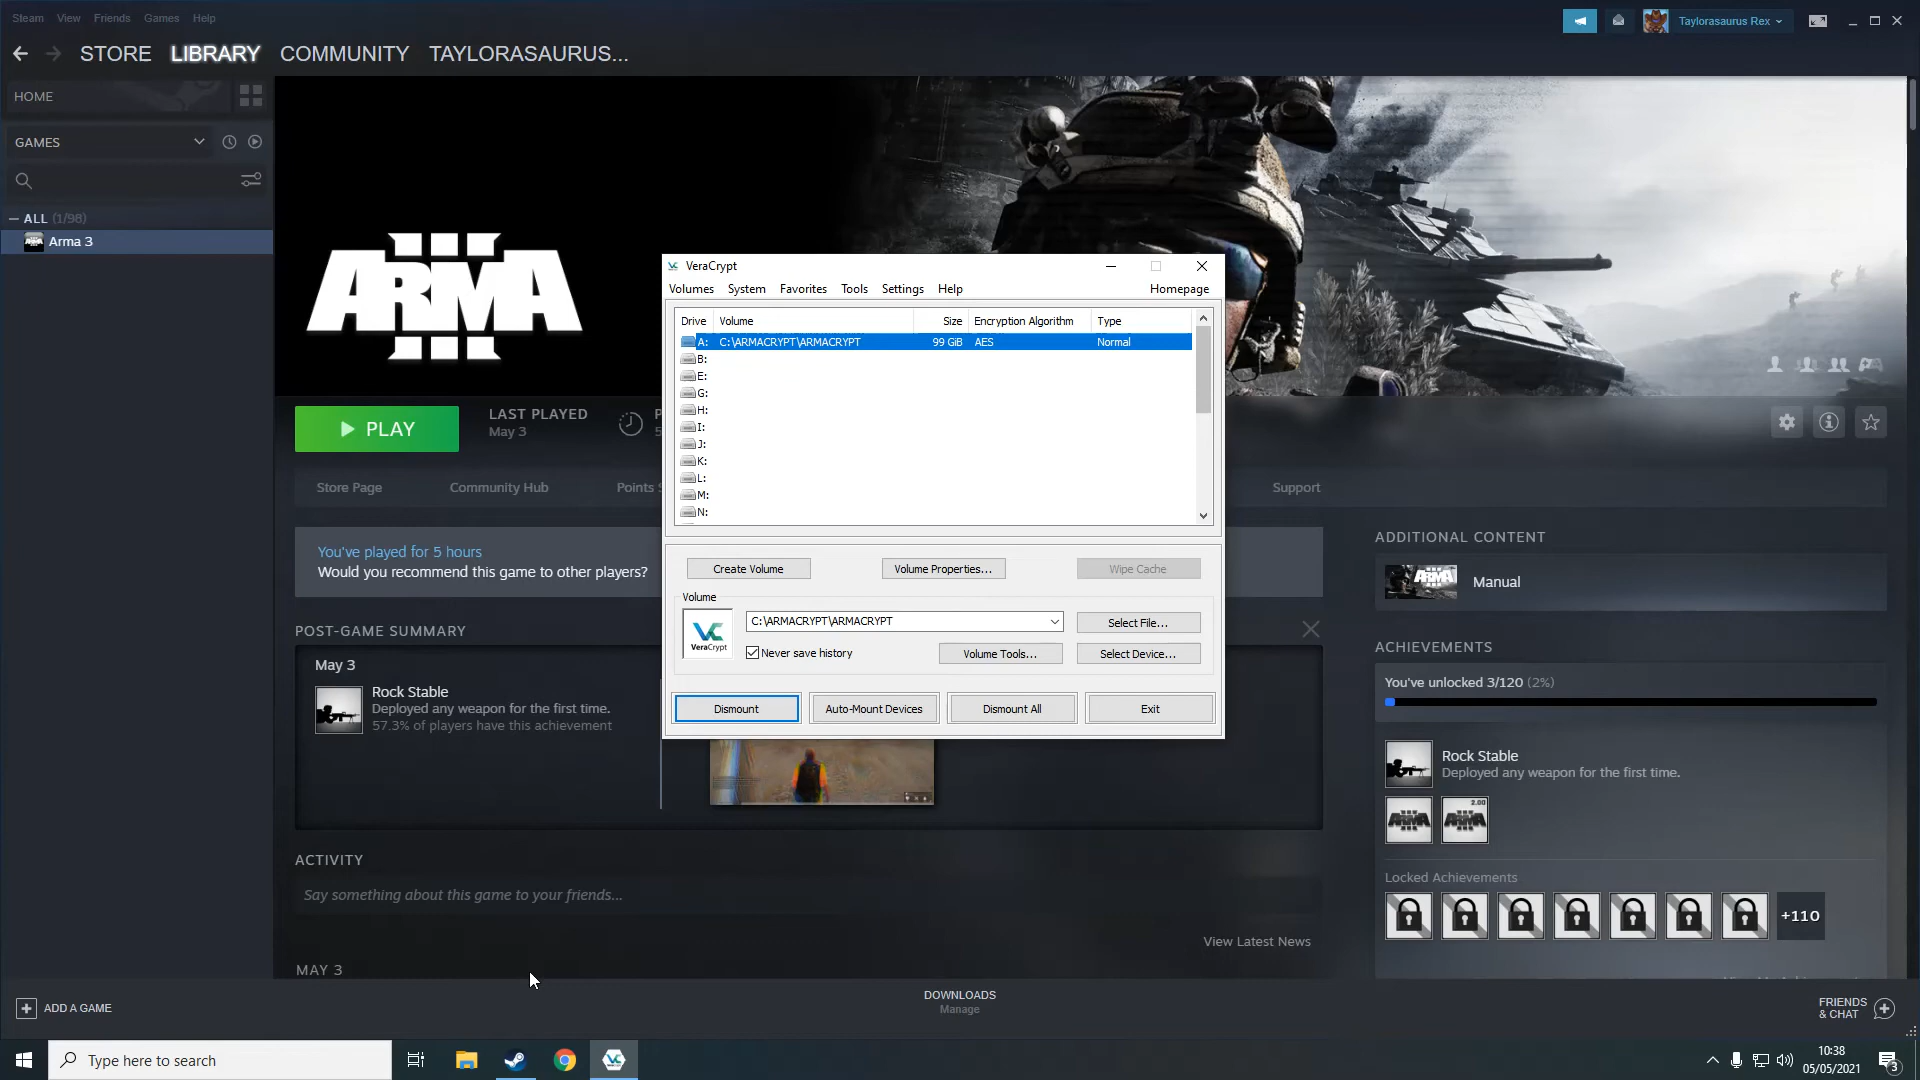 Steam View Friends Games Help
Taylorasaurus Rex
STORE LIBRARY COMMUNITY TAYLORASAURUS...
HOME
GAMES
ALL (1/98)
Arma 3
ARMA
PLAY
LAST PLAYED
May 3
Store Page
Community Hub
Points
Support
You've played for 5 hours
Would you recommend this game to other players?
POST-GAME SUMMARY
May 3
Rock Stable
Deployed any weapon for the first time.
57.3% of players have this achievement
ACTIVITY
Say something about this game to your friends...
View Latest News
MAY 3
VeraCrypt
Volumes System Favorites Tools Settings Help Homepage
Drive Volume Size Encryption Algorithm Type
A: C:\ARMACRYPT\ARMACRYPT 99 GiB AES Normal
B:
E:
G:
H:
I:
J:
K:
L:
M:
N:
Create Volume
Volume Properties...
Wipe Cache
Volume
VeraCrypt
C:\ARMACRYPT\ARMACRYPT
Select File...
Never save history
Volume Tools...
Select Device...
Dismount
Auto-Mount Devices
Dismount All
Exit
ADDITIONAL CONTENT
Manual
ACHIEVEMENTS
You've unlocked 3/120 (2%)
Rock Stable
Deployed any weapon for the first time.
ARMA
2.00
ARMA
Locked Achievements
+110
ADD A GAME
DOWNLOADS
Manage
FRIENDS
& CHAT
Type here to search
10:38
05/05/2021
3